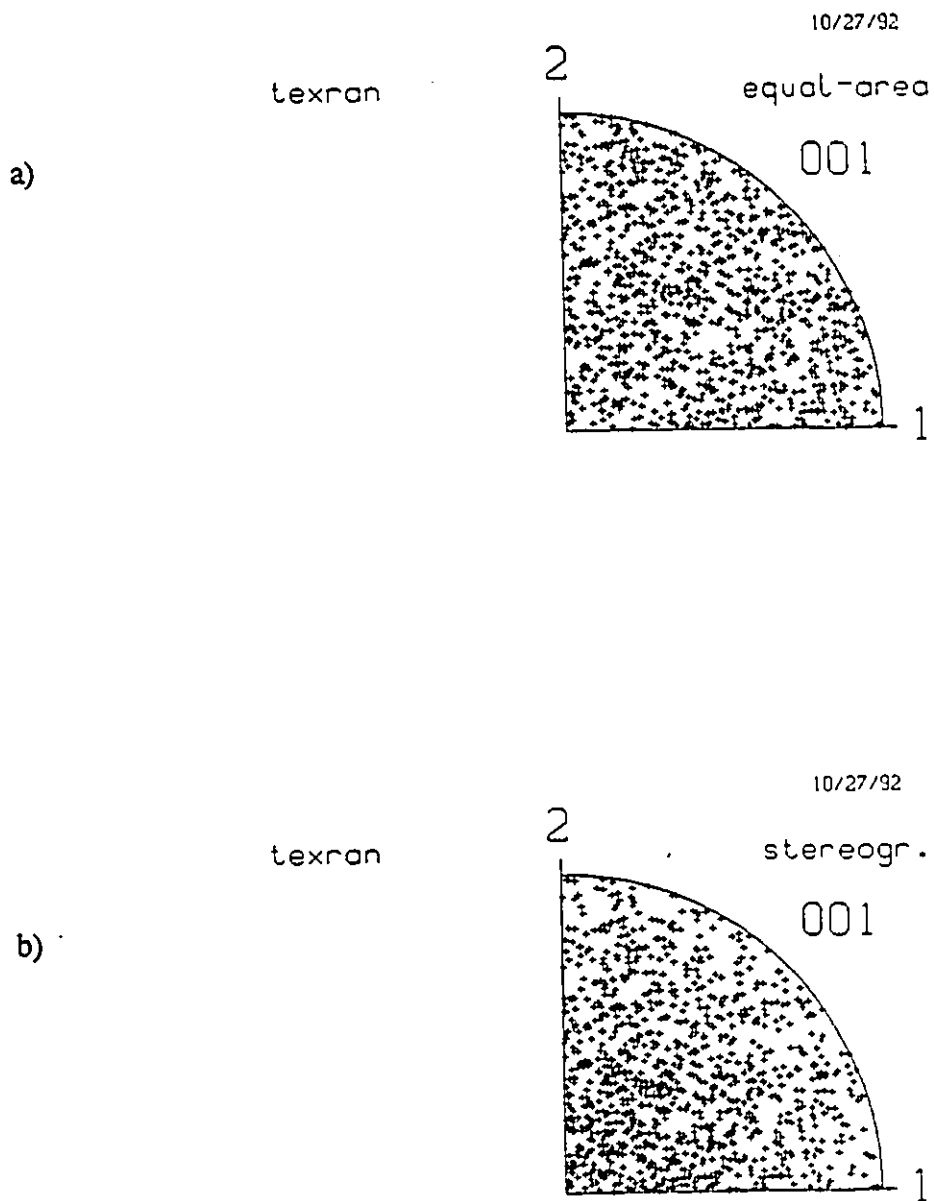 10/27/92
2
texran
equal-area
a)
001
1
10/27/92
2
texran
stereogr.
b)
001
1